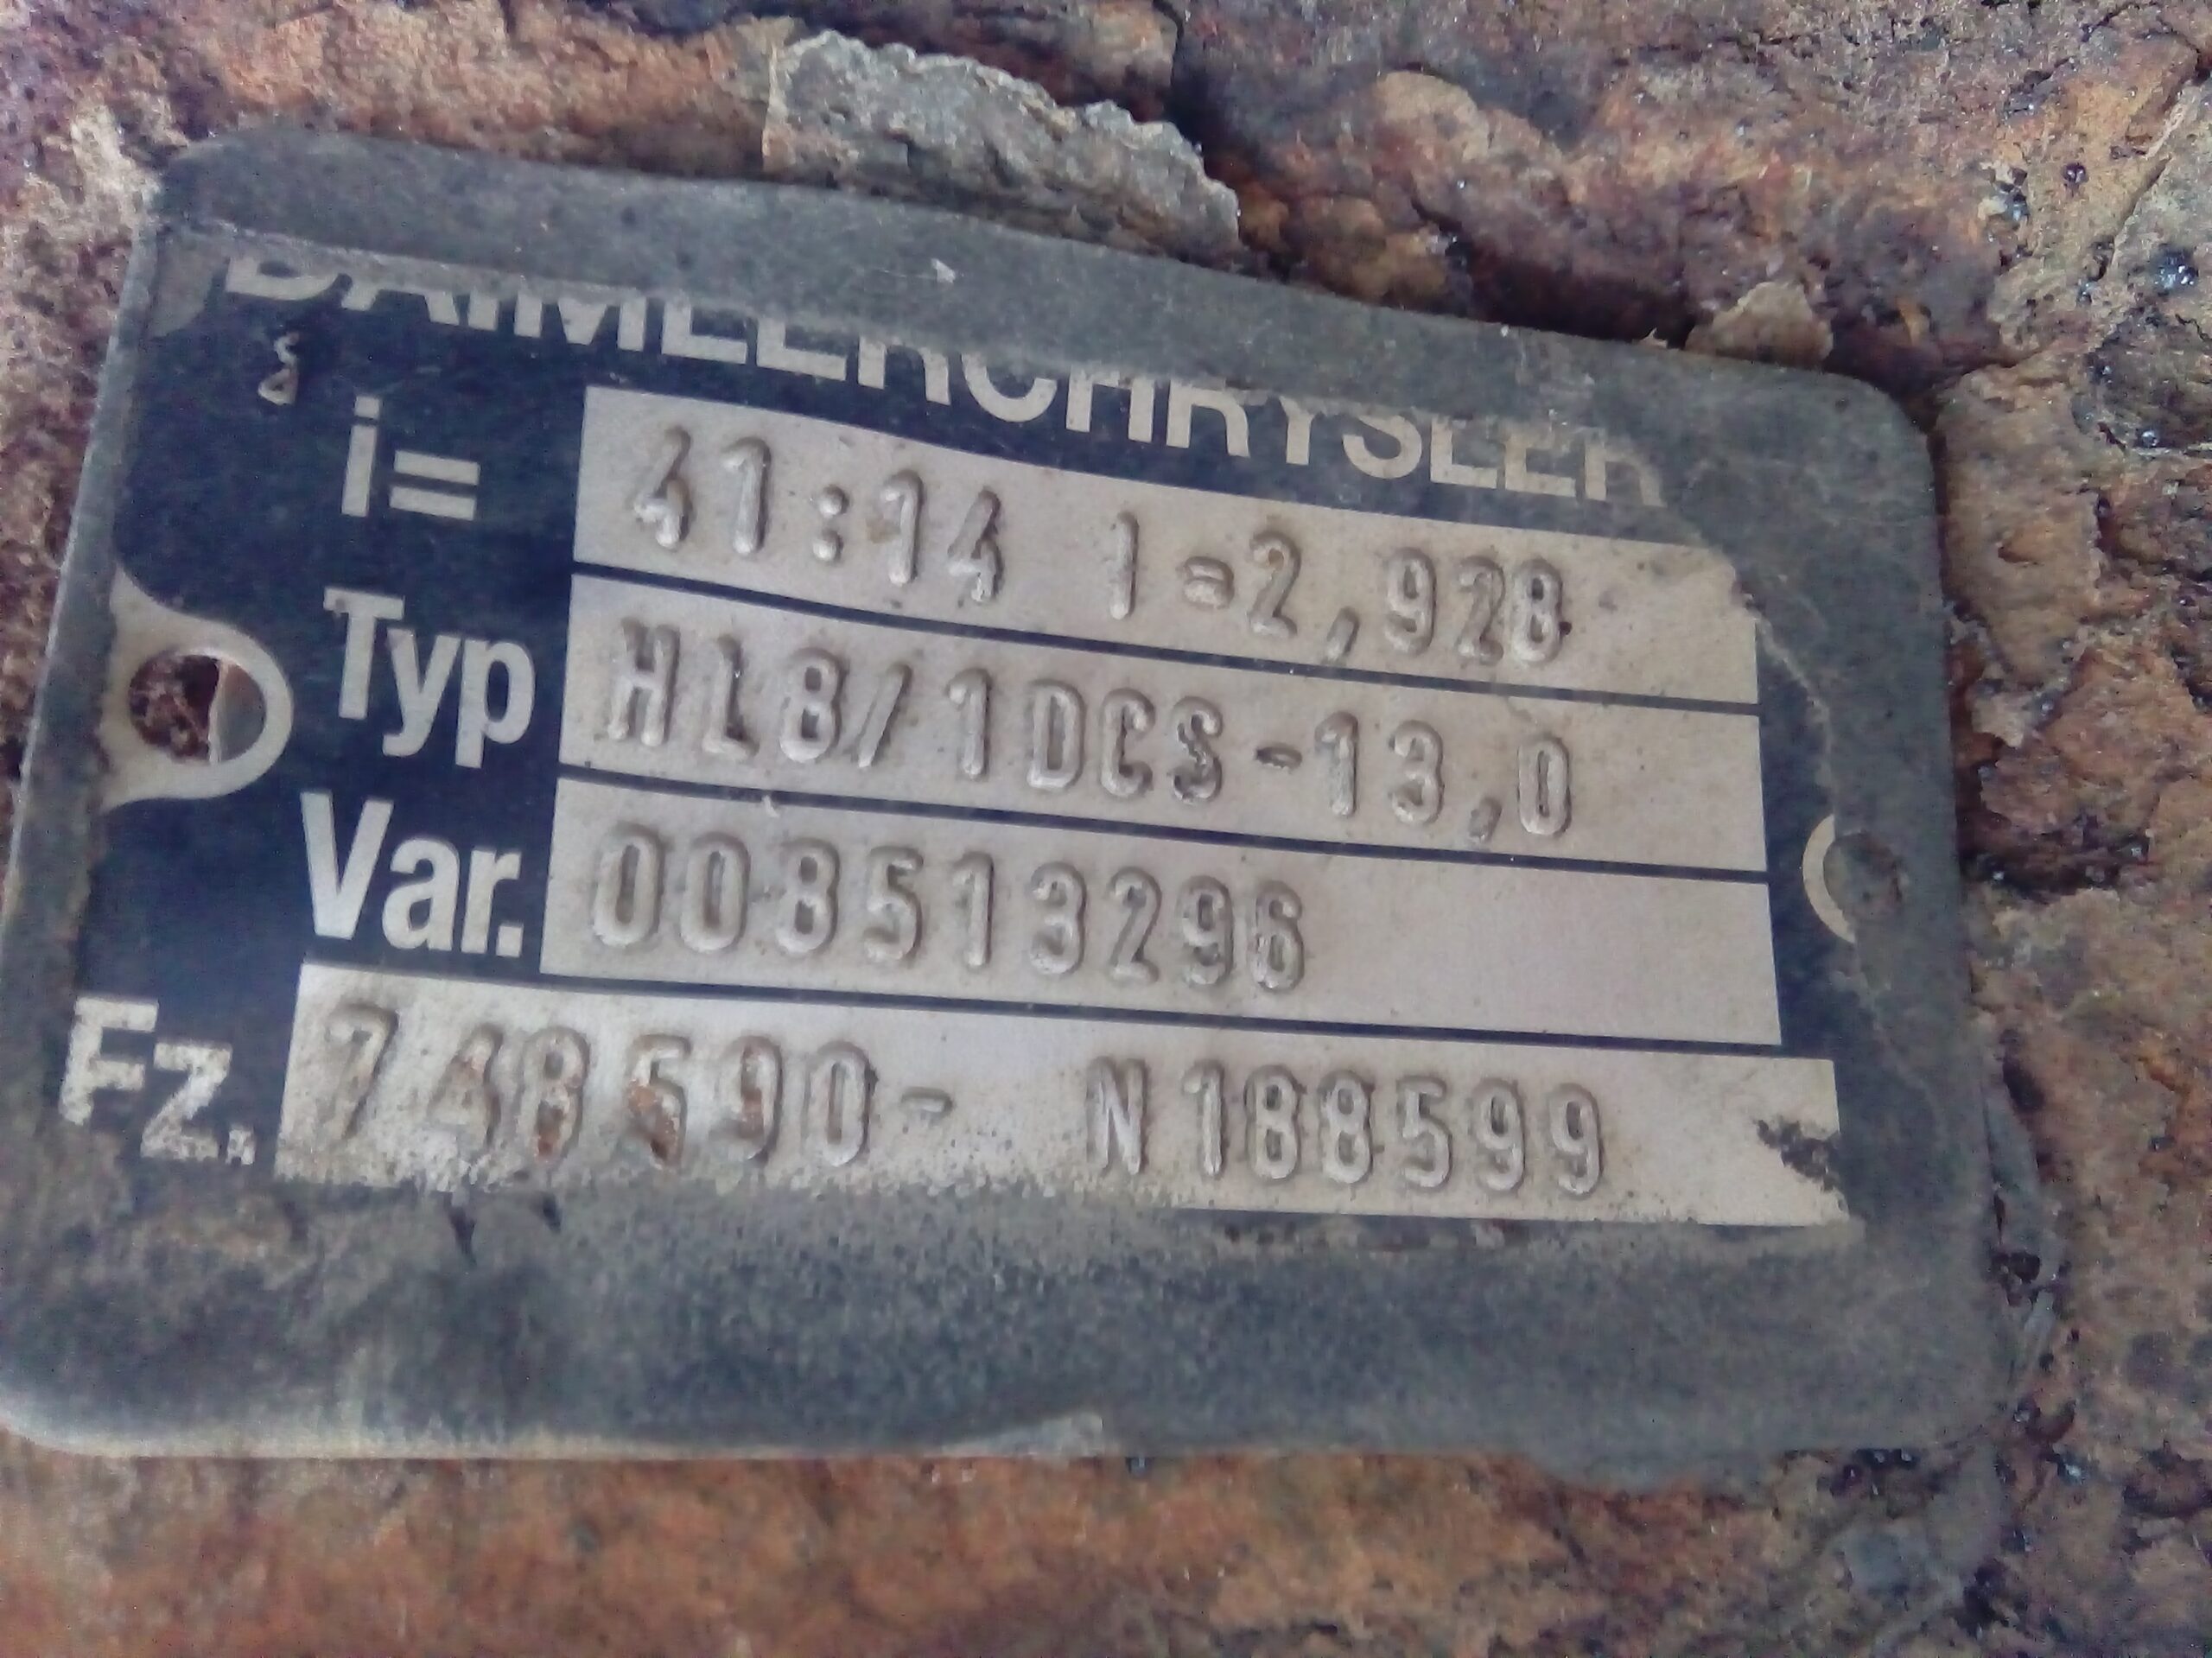 DAIMLERCHRYSLER
i= 41:14 I=2,928
Typ HL8/1DCS-13,0
Var. 008513296
Fz. 748590- N188599